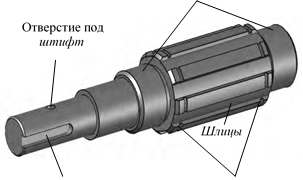 Отверстие под
штифт
Шлицы